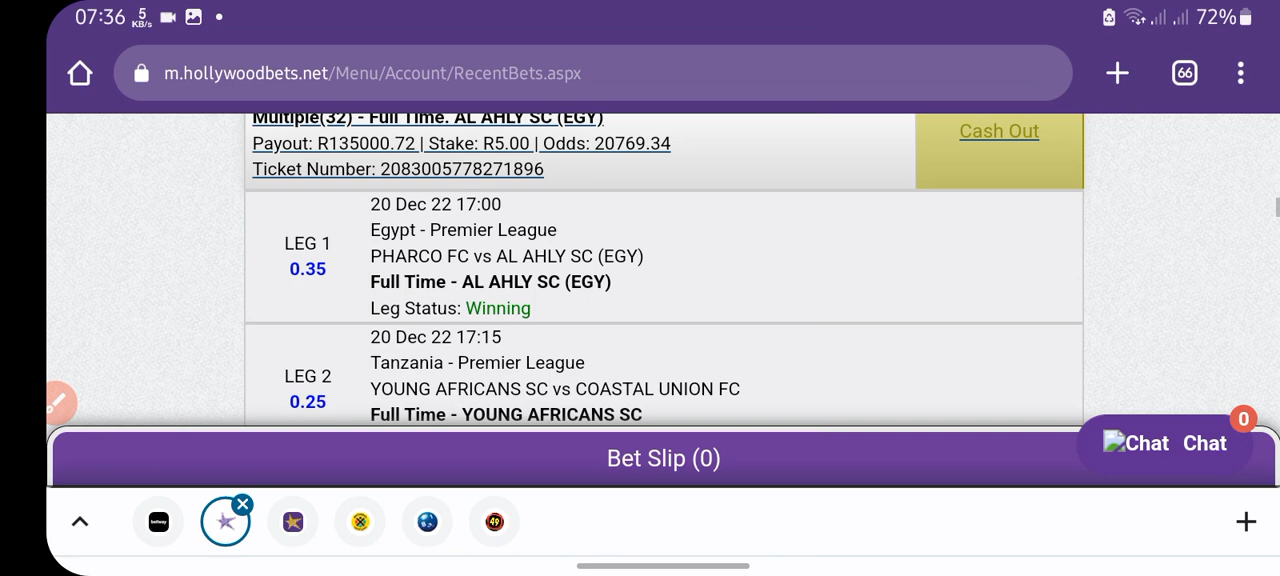 07:36 5 KB/s 72%
m.hollywoodbets.net/Menu/Account/RecentBets.aspx 66
Multiple(32) - Full Time. AL AHLY SC (EGY)
Payout: R135000.72 | Stake: R5.00 | Odds: 20769.34
Ticket Number: 2083005778271896
Cash Out
20 Dec 22 17:00
Egypt - Premier League
LEG 1
0.35
PHARCO FC vs AL AHLY SC (EGY)
Full Time - AL AHLY SC (EGY)
Leg Status: Winning
20 Dec 22 17:15
Tanzania - Premier League
LEG 2
0.25
YOUNG AFRICANS SC vs COASTAL UNION FC
Full Time - YOUNG AFRICANS SC
0
Chat Chat
Bet Slip (0)
betway
49